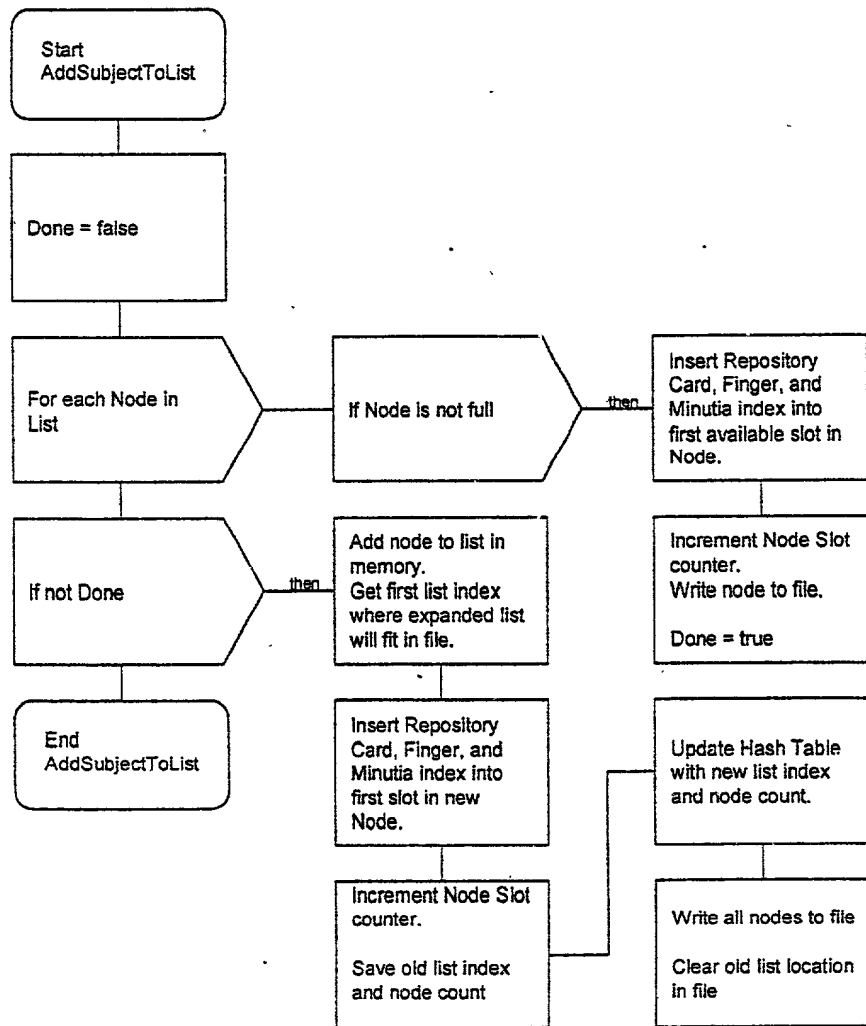 Start
AddSubjectToList
Done = false
For each Node in
List
If Node is not full
then
Insert Repository
Card, Finger, and
Minutia index into
first available slot in
Node.
Increment Node Slot
counter.
Write node to file.
Done = true
If not Done
then
Add node to list in
memory.
Get first list index
where expanded list
will fit in file.
Insert Repository
Card, Finger, and
Minutia index into
first slot in new
Node.
Increment Node Slot
counter.
Save old list index
and node count
Update Hash Table
with new list index
and node count.
Write all nodes to file
Clear old list location
in file
End
AddSubjectToList